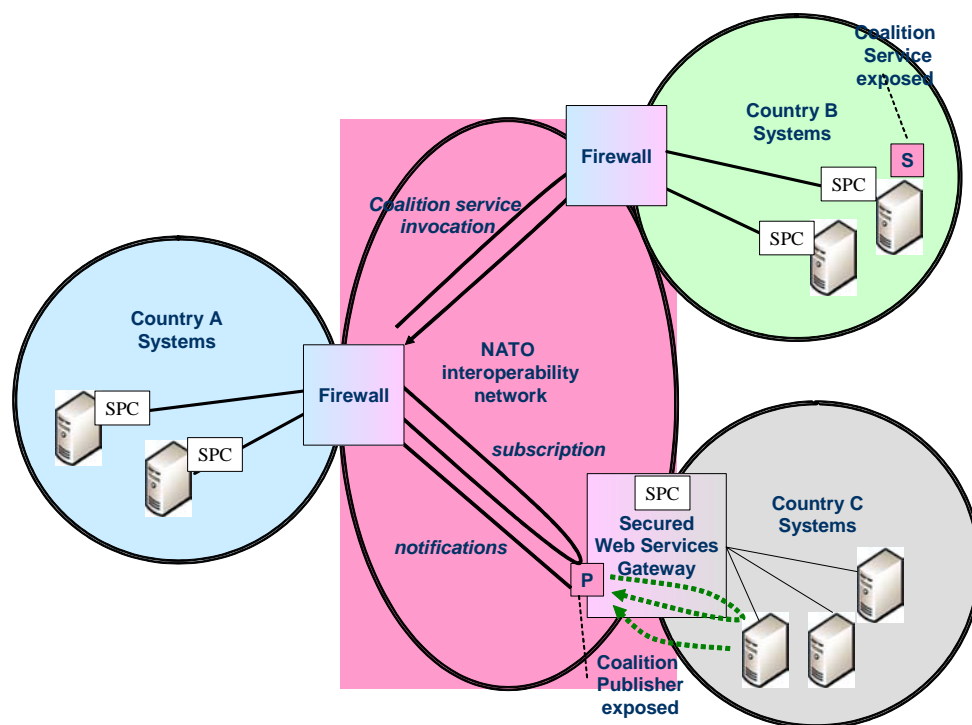 Coalition
Service
exposed
Country B
Systems
S
Firewall
SPC
SPC
Coalition service
invocation
Country A
Systems
NATO
interoperability
network
Firewall
SPC
SPC
subscription
notifications
SPC
Secured
Web Services
Gateway
P
Country C
Systems
Coalition
Publisher
exposed